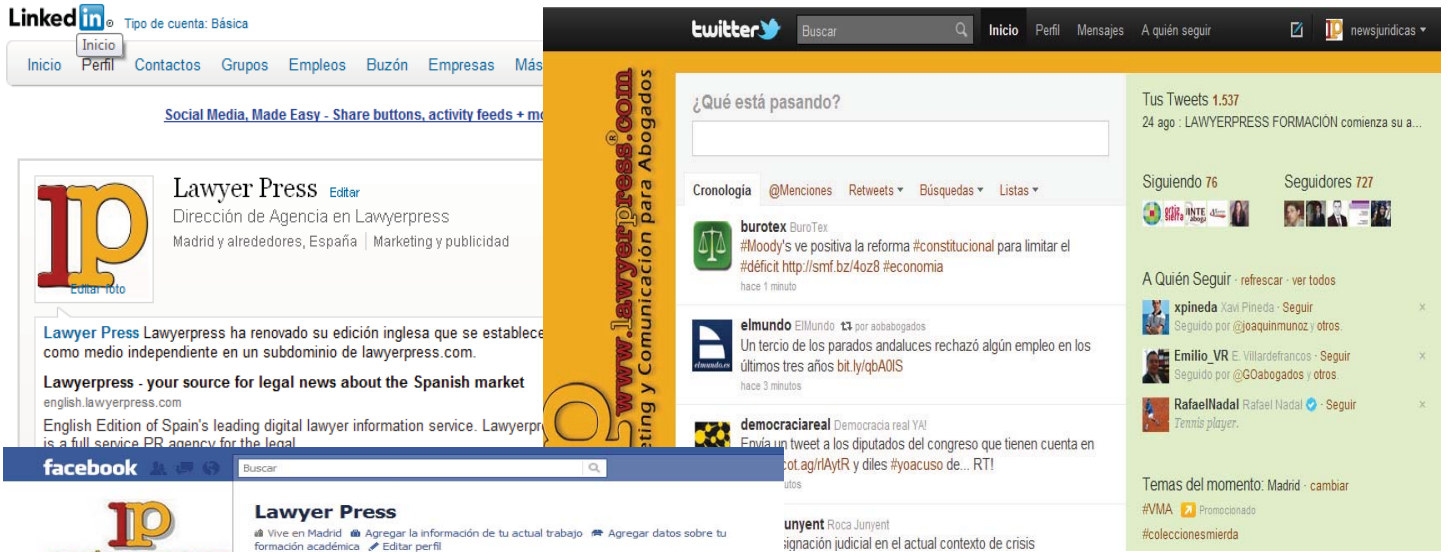 Linked in
Tipo de cuenta: Básica
Inicio
Inicio Perfil Contactos Grupos Empleos Buzón Empresas Más
Social Media, Made Easy - Share buttons, activity feeds + mo
lp
Lawyer Press Editar
Dirección de Agencia en Lawyerpress
Madrid y alrededores, España | Marketing y publicidad
Editar foto
Lawyer Press Lawyerpress ha renovado su edición inglesa que se establece
como medio independiente en un subdominio de lawyerpress.com.
Lawyerpress - your source for legal news about the Spanish market
english.lawyerpress.com
English Edition of Spain's leading digital lawyer information service. Lawyerpr
is a full service PR agency for the legal
twitter
Buscar
Inicio Perfil Mensajes A quién seguir
lp newsjuridicas
www.lawyerpress.com
®
eting y Comunicación para Abogados
¿Qué está pasando?
Cronología @Menciones Retweets Búsquedas Listas
burotex BuroTex
#Moody's ve positiva la reforma #constitucional para limitar el
#déficit http://smf.bz/4oz8 #economia
hace 1 minuto
elmundo.es
elmundo ElMundo por aobabogados
Un tercio de los parados andaluces rechazó algún empleo en los
últimos tres años bit.ly/qbA0IS
hace 3 minutos
democraciareal Democracia real YA!
Envía un tweet a los diputados del congreso que tienen cuenta en
cot.ag/rlAytR y diles #yoacuso de... RT!
utos
unyent Roca Junyent
signación judicial en el actual contexto de crisis
Tus Tweets 1.537
24 ago : LAWYERPRESS FORMACIÓN comienza su a...
Siguiendo 76
Seguidores 727
ortiz
sierra
INTE
aboga
A Quién Seguir · refrescar · ver todos
xpineda Xavi Pineda · Seguir ×
Seguido por @joaquinmunoz y otros.
Emilio_VR E. Villardefrancos · Seguir ×
Seguido por @GOabogados y otros.
RafaelNadal Rafael Nadal · Seguir ×
Tennis player.
Temas del momento: Madrid · cambiar
#VMA Promocionado
#coleccionesmierda
facebook
Buscar
lp
Lawyer Press
Vive en Madrid Agregar la información de tu actual trabajo Agregar datos sobre tu
formación académica Editar perfil